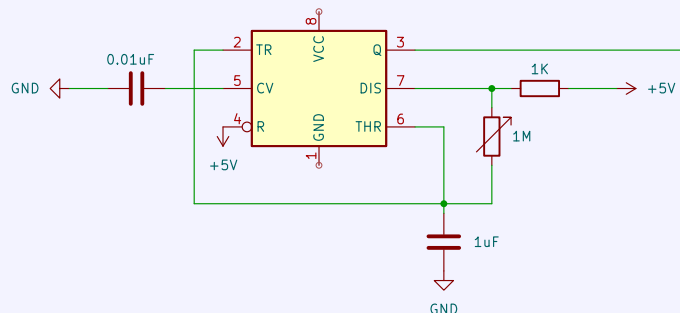 8
0.01uF
2
TR
VCC
Q
3
1K
GND
5
CV
DIS
7
+5V
4
R
GND
THR
6
1M
+5V
1
1uF
GND